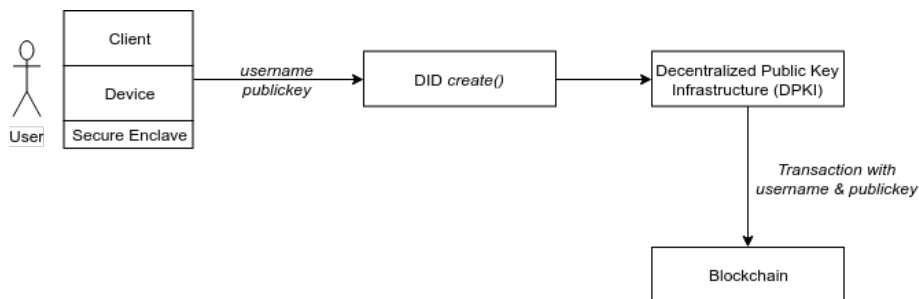 Client
Device
User
Secure Enclave
username
publickey
DID create()
Decentralized Public Key
Infrastructure (DPKI)
Transaction with
username & publickey
Blockchain